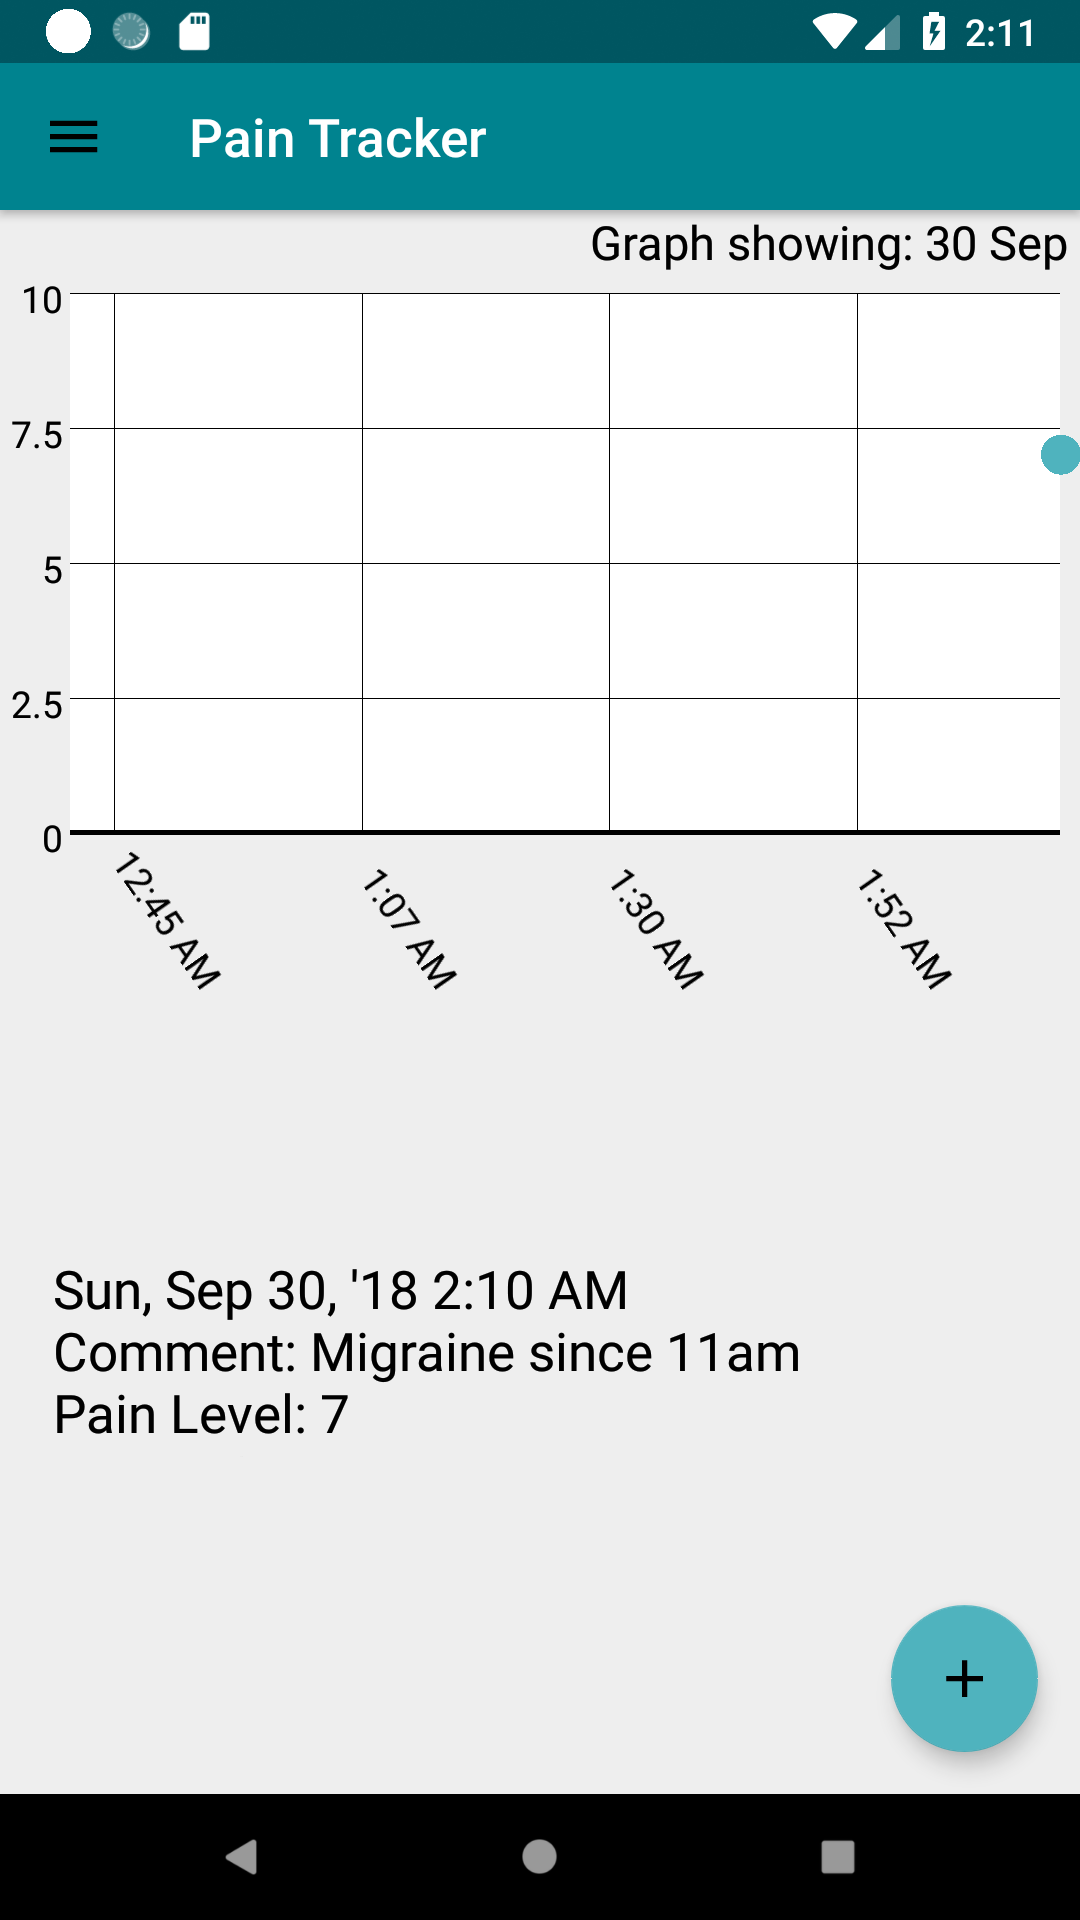 2:11
Pain Tracker
Graph showing: 30 Sep
10
7.5
5
2.5
0
12:45 AM
1:07 AM
1:30 AM
1:52 AM
Sun, Sep 30, '18 2:10 AM
Comment: Migraine since 11am
Pain Level: 7
+